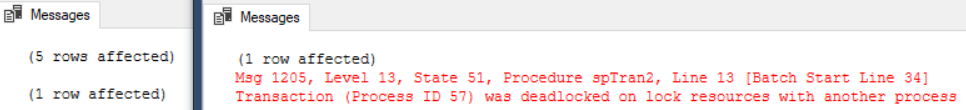 Messages
(5 rows affected)
(1 row affected)
Messages
(1 row affected)
Msg 1205, Level 13, State 51, Procedure spTran2, Line 13 [Batch Start Line 34]
Transaction (Process ID 57) was deadlocked on lock resources with another process